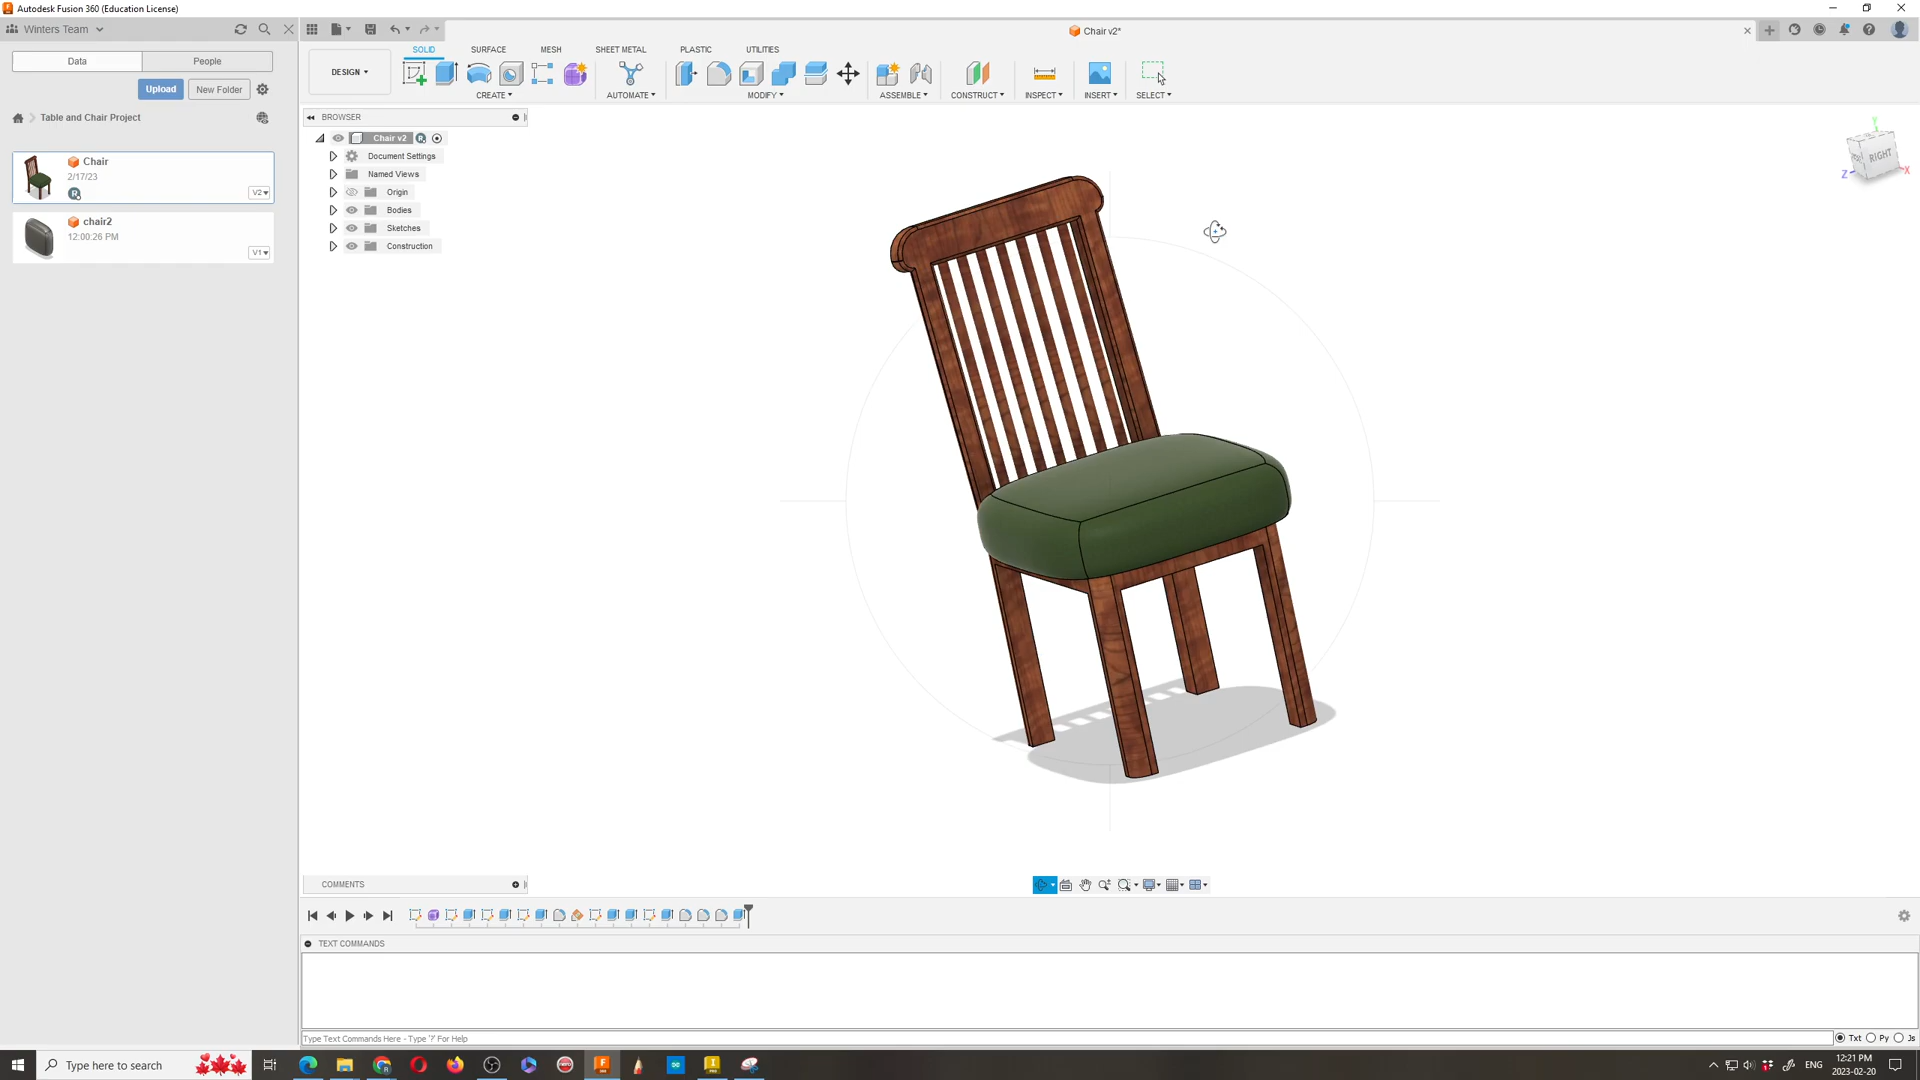 Autodesk Fusion 360 (Education License)
Winters Team
Chair v2*
Data
People
Upload
New Folder
Table and Chair Project
Chair
2/17/23
V2
chair2
12:00:26 PM
V1
SOLID
SURFACE
MESH
SHEET METAL
PLASTIC
UTILITIES
DESIGN
CREATE
AUTOMATE
MODIFY
ASSEMBLE
CONSTRUCT
INSPECT
INSERT
SELECT
BROWSER
Chair v2
Document Settings
Named Views
Origin
Bodies
Sketches
Construction
Y
RIGHT
Z
X
COMMENTS
TEXT COMMANDS
Type Text Commands Here - Type '?' For Help
Txt
Py
Js
Type here to search
ENG
12:21 PM
2023-02-20